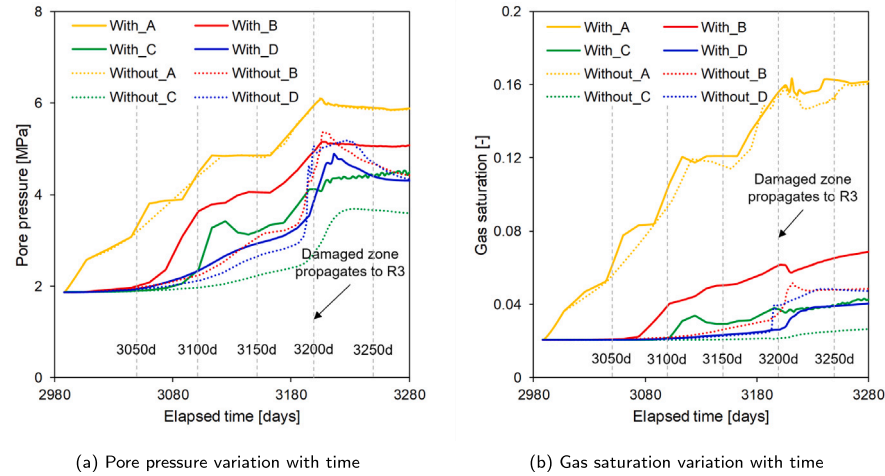 8
6
4
2
0
Pore pressure [MPa]
With_A
With_B
With_C
With_D
Without_A
Without_B
Without_C
Without_D
Damaged zone
propagates to R3
3050d
3100d
3150d
3200d
3250d
2980
3080
3180
3280
Elapsed time [days]
(a) Pore pressure variation with time
0.2
0.16
0.12
0.08
0.04
0
Gas saturation [-]
With_A
With_B
With_C
With_D
Without_A
Without_B
Without_C
Without_D
Damaged zone
propagates to R3
3050d
3100d
3150d
3200d
3250d
2980
3080
3180
3280
Elapsed time [days]
(b) Gas saturation variation with time